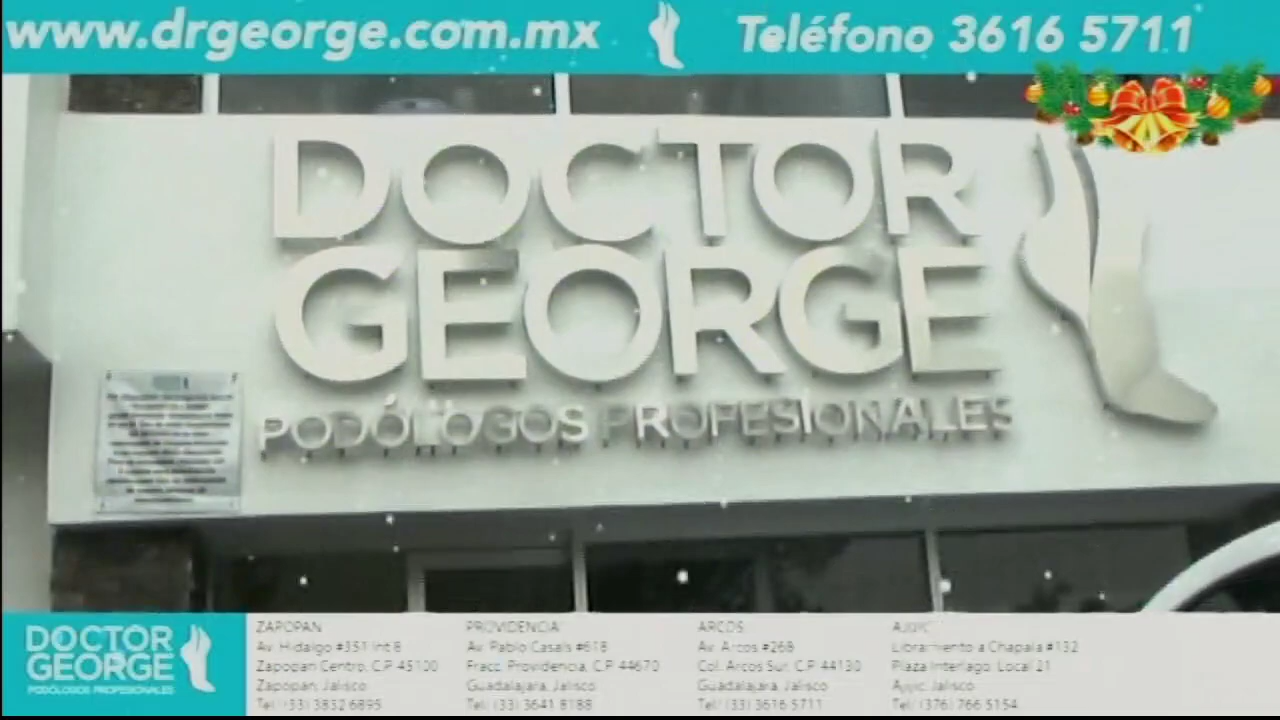 www.drgeorge.com.mx
Teléfono 3616 5711
DOCTOR
GEORGE
PODÓLOGOS PROFESIONALES
DOCTOR
GEORGE
PODÓLOGOS PROFESIONALES
ZAPOPAN
Av. Hidalgo #351 Int 8
Zapopan Centro, C.P. 45100
Zapopan, Jalisco
Tel: (33) 3832 6895
PROVIDENCIA
Av. Pablo Casals #618
Fracc. Providencia, C.P. 44670
Guadalajara, Jalisco
Tel: (33) 3641 8188
ARCOS
Av. Arcos #268
Col. Arcos Sur, C.P. 44130
Guadalajara, Jalisco
Tel: (33) 3616 5711
AJIJIC
Libramiento a Chapala #132
Plaza Interlago, Local 21
Ajijic, Jalisco
Tel: (376) 766 5154